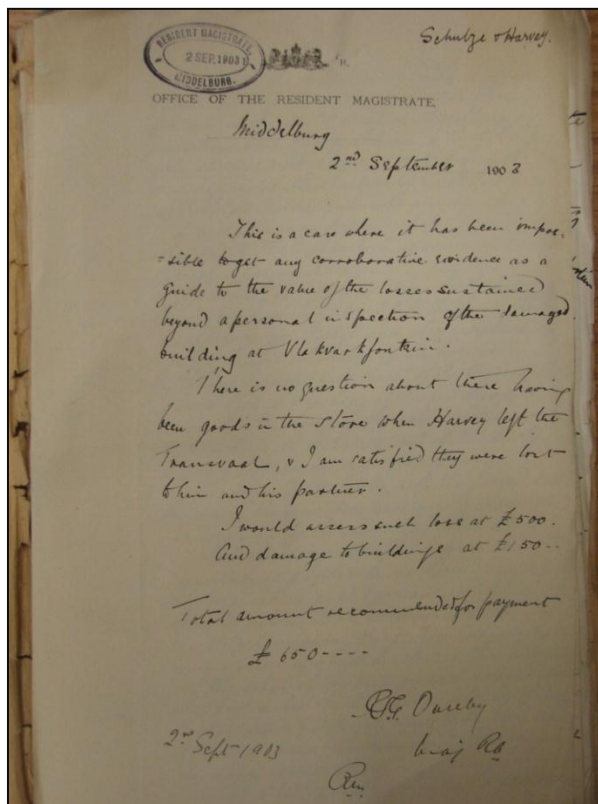 Schultze & Harvey.
RESIDENT MAGISTRATE.
2 SEP. 1903
MIDDELBURG.
OFFICE OF THE RESIDENT MAGISTRATE,
Middelburg
2nd September 1903
This is a case where it has been impos-
=sible to get any corroborative evidence as a
guide to the value of the losses sustained
beyond a personal inspection of the damaged
building at Vlakvarkfontein.
There is no question about there having
been goods in the store when Harvey left the
Transvaal, & I am satisfied they were lost
to him and his partner.
I would assess such loss at £500.
And damage to buildings at £150--
Total amount recommended for payment
£ 650----
2nd Sept 1903
RM